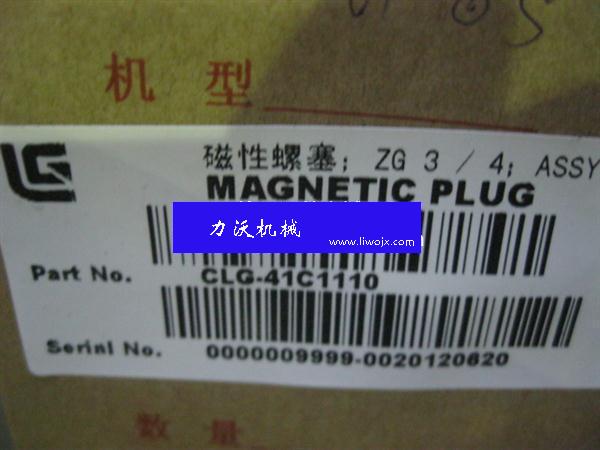 机型
磁性螺塞; ZG 3 / 4; ASSY
MAGNETIC PLUG
力沃机械
www.liwojx.com
Part No. CLG-41C1110
Serial No. 0000009999-0020120620
数量